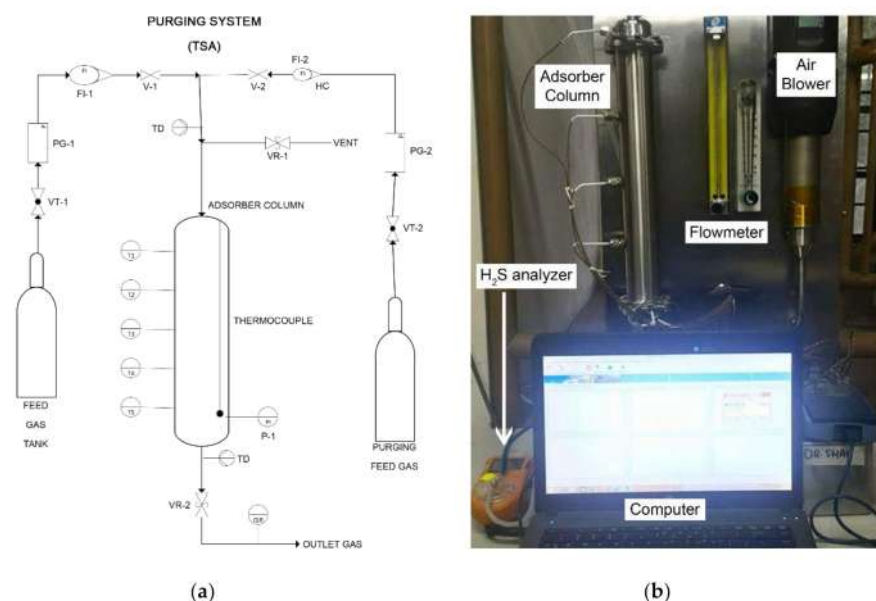 PURGING SYSTEM
(TSA)
FI-1
V-1
V-2
FI-2
HC
PG-1
TD
VR-1
VENT
PG-2
VT-1
ADSORBER COLUMN
VT-2
T1
T2
T3
T4
T5
THERMOCOUPLE
P-1
FEED
GAS
TANK
PURGING
FEED GAS
TD
VR-2
OUTLET GAS
(a)
Adsorber
Column
Air
Blower
Flowmeter
H₂S analyzer
DR SHAH
Computer
(b)